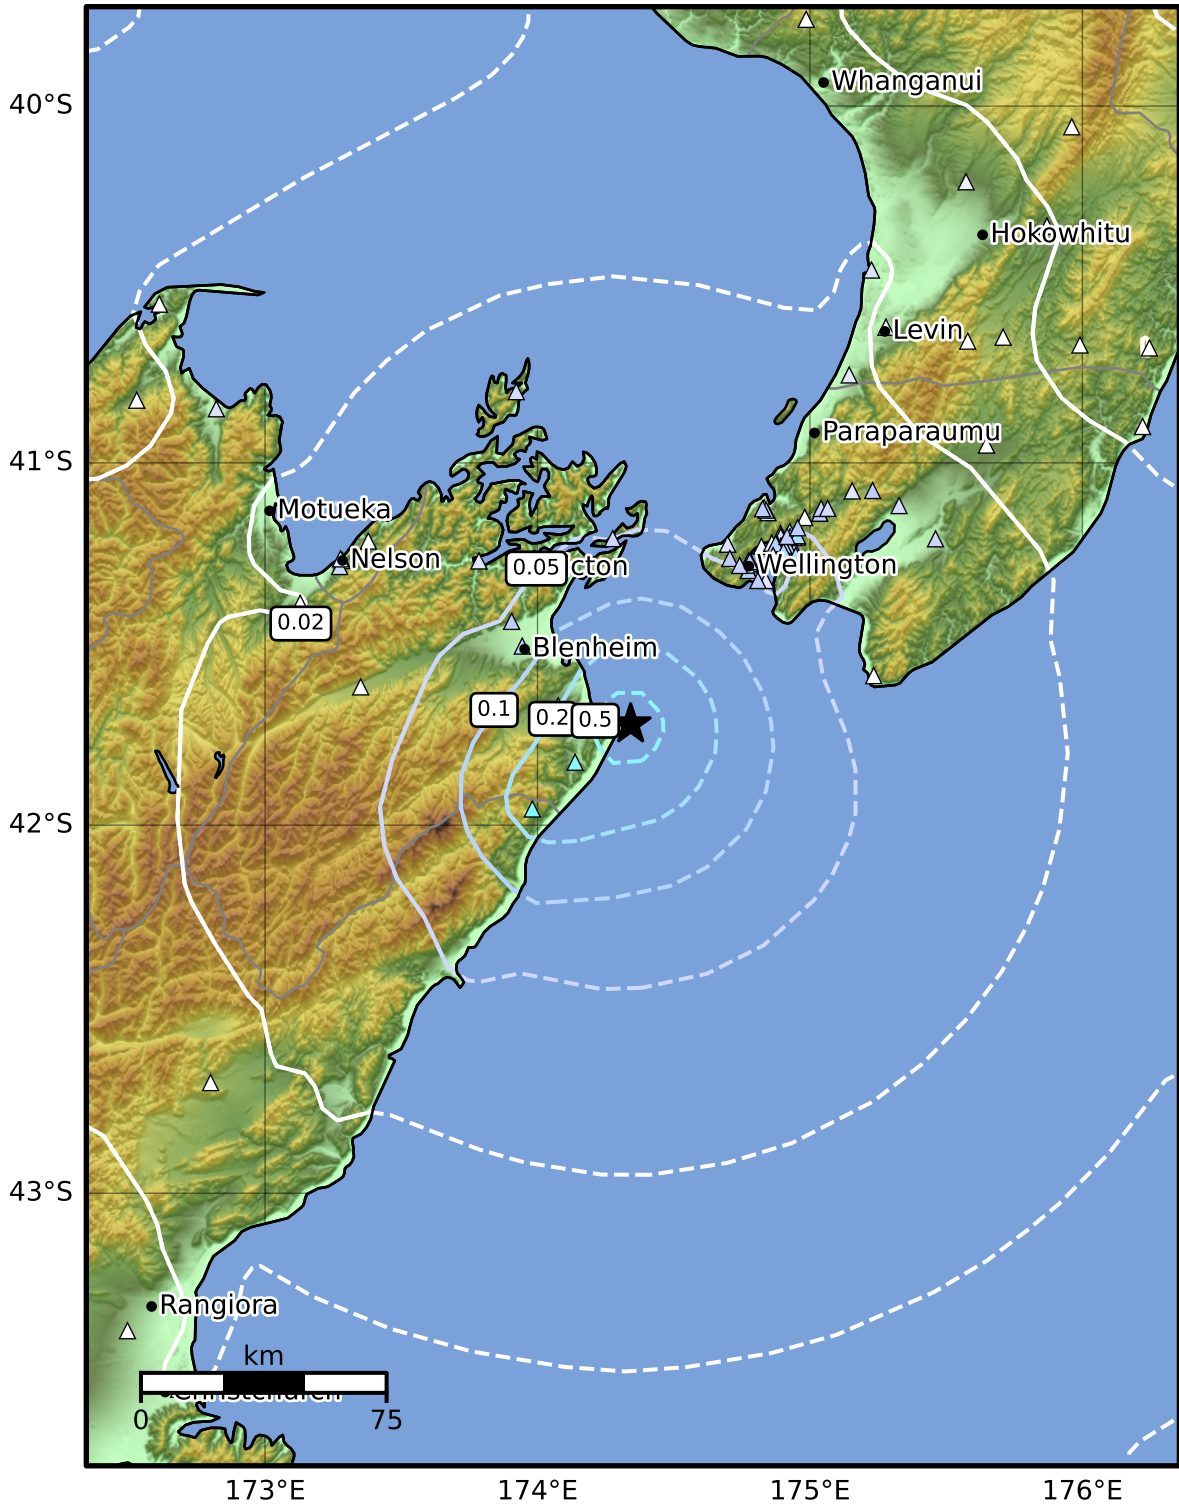 40°S
Whanganui
Hokowhitu
Levin
Paraparaumu
41°S
Motueka
Nelson
0.05
cton
Wellington
0.02
Blenheim
0.1
0.2
0.5
42°S
43°S
Rangiora
km
Christchurch
0
75
173°E
174°E
175°E
176°E